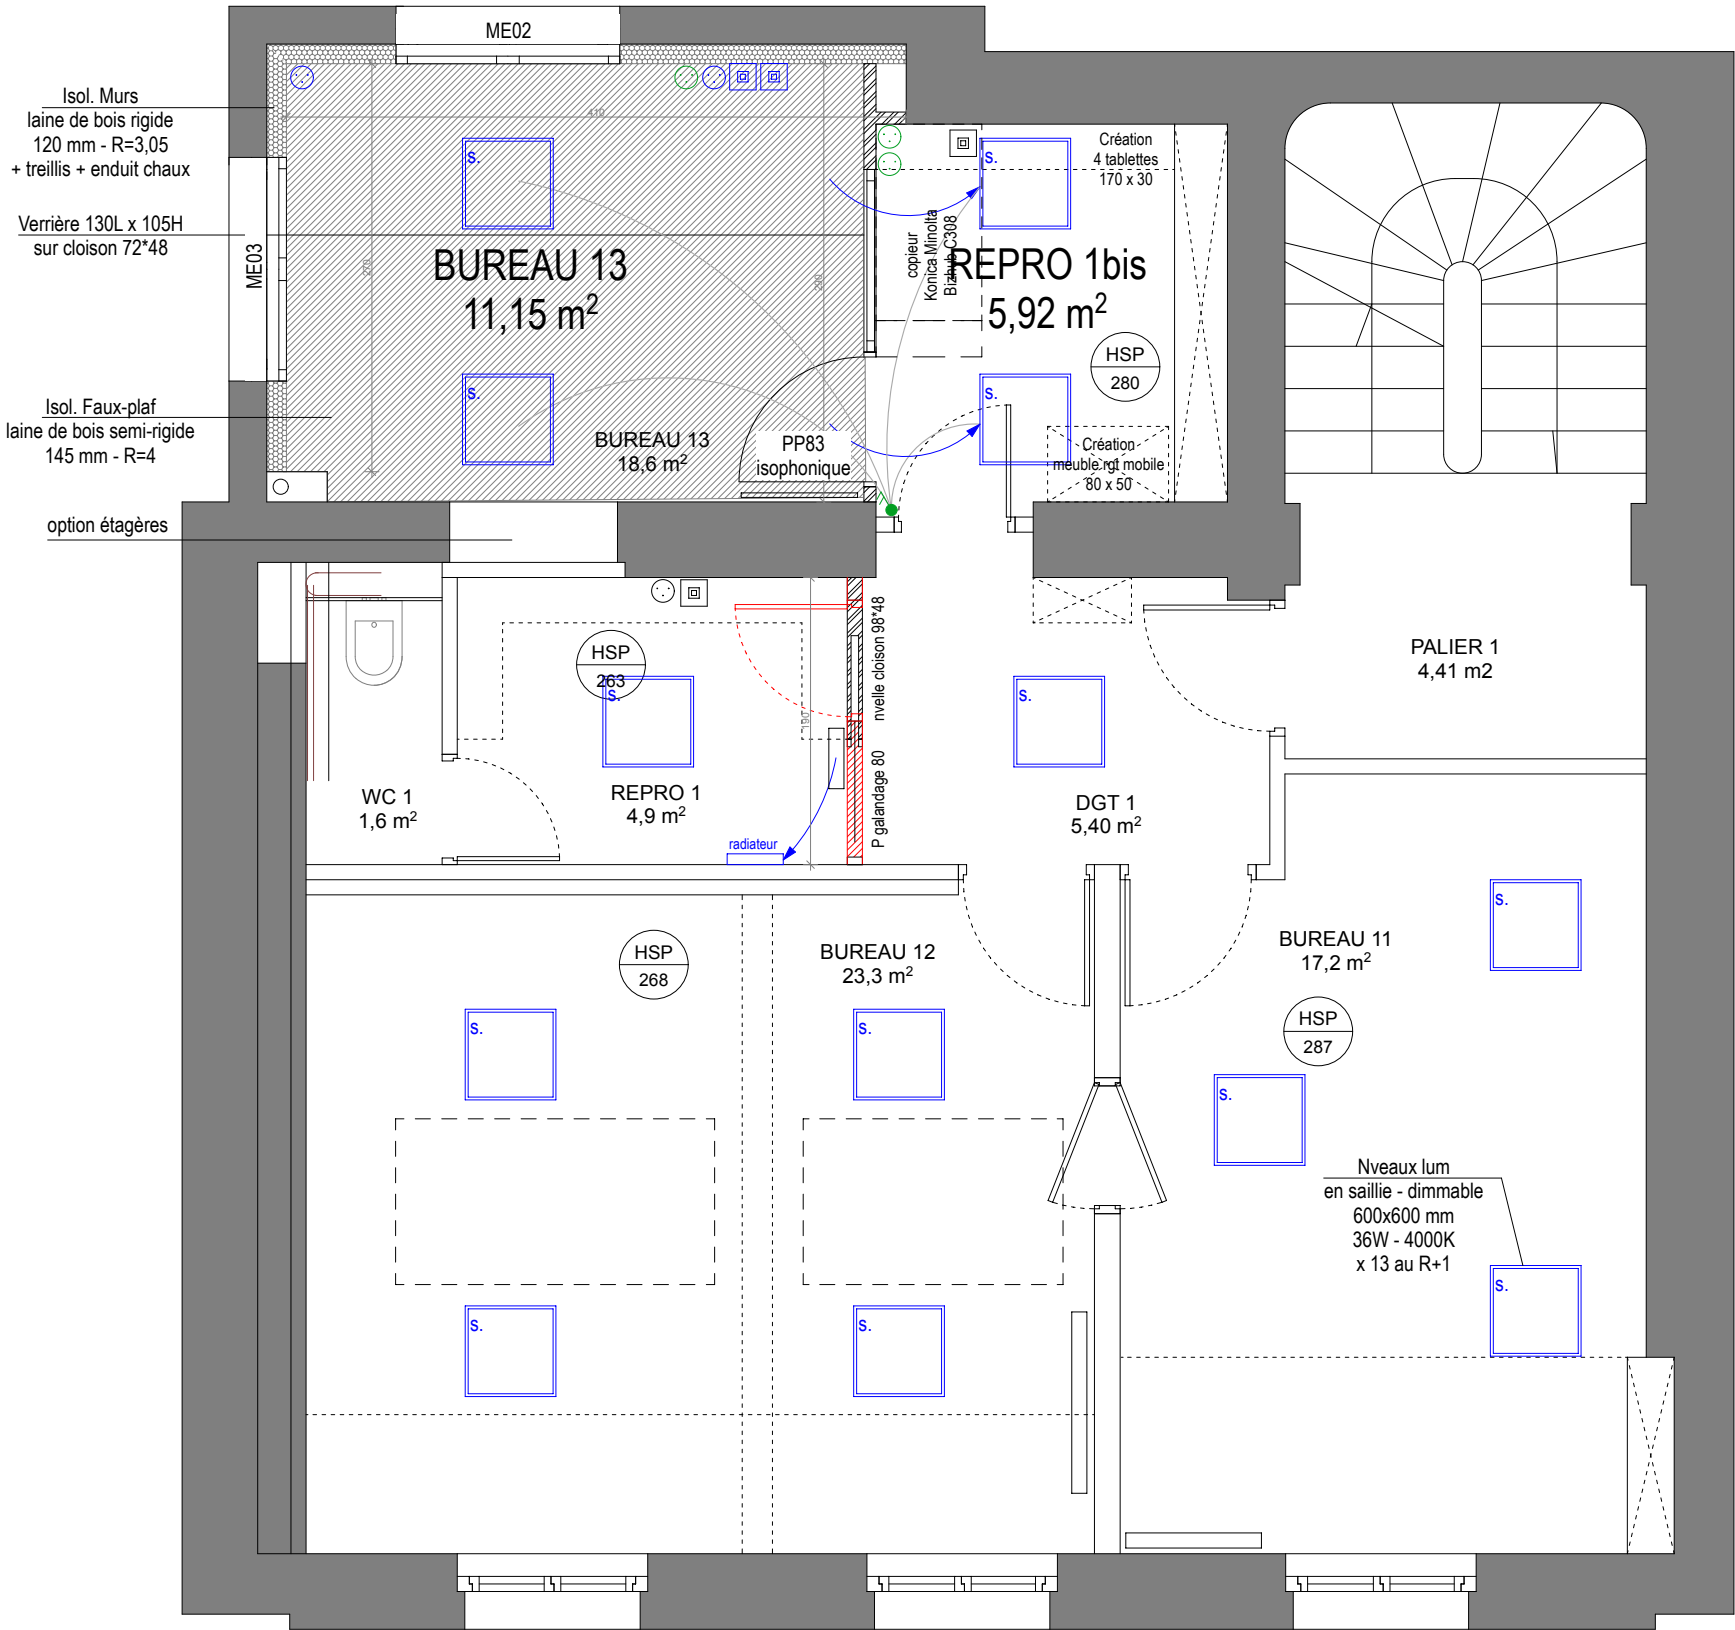 ME02
Isol. Murs
laine de bois rigide
120 mm - R=3,05
+ treillis + enduit chaux
Verrière 130L x 105H
sur cloison 72*48
ME03
Isol. Faux-plaf
laine de bois semi-rigide
145 mm - R=4
option étagères
410
270
290
s.
s.
BUREAU 13
11,15 m²
BUREAU 13
18,6 m²
PP83
isophonique
s.
s.
Création
4 tablettes
170 x 30
copieur
Konica Minolta
Bizhub C308
REPRO 1bis
5,92 m²
HSP
280
Création
meuble rgt mobile
80 x 50
HSP
263
s.
190
nvelle cloison 98*48
P galandage 80
s.
PALIER 1
4,41 m2
WC 1
1,6 m²
REPRO 1
4,9 m²
radiateur
DGT 1
5,40 m²
HSP
268
BUREAU 12
23,3 m²
s.
s.
s.
s.
BUREAU 11
17,2 m²
s.
HSP
287
s.
Nveaux lum
en saillie - dimmable
600x600 mm
36W - 4000K
x 13 au R+1
s.